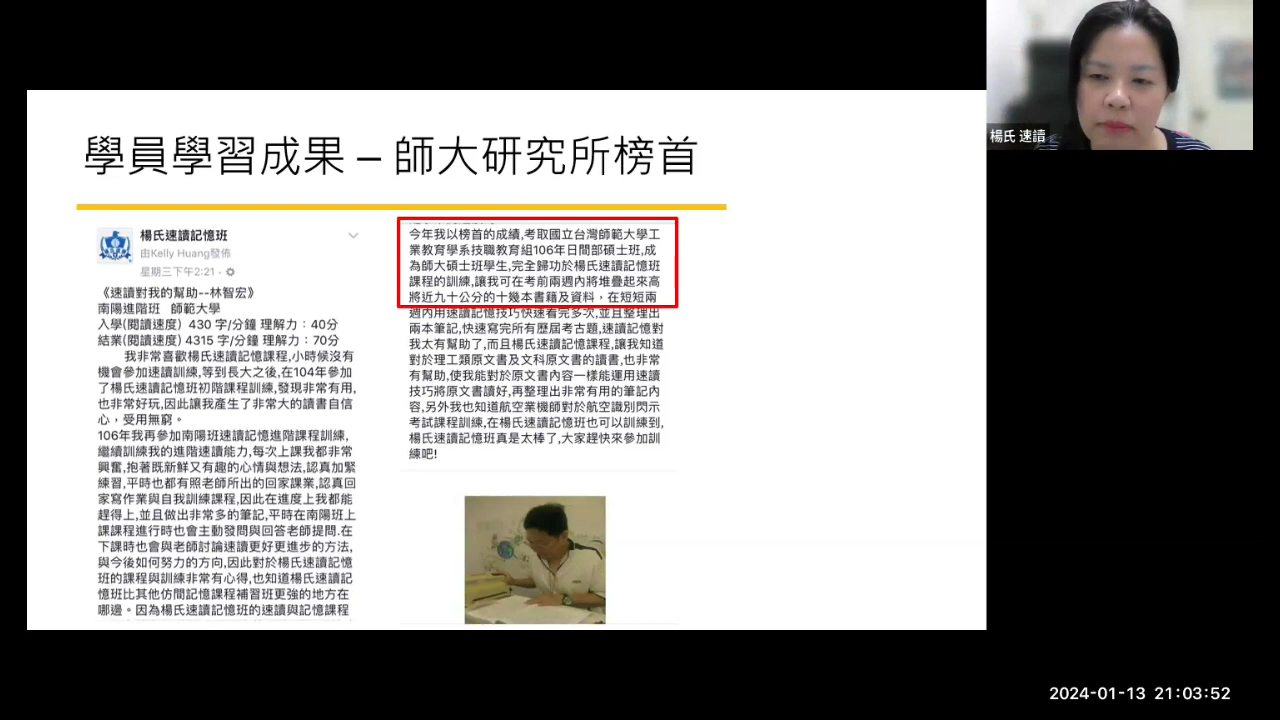 學員學習成果 – 師大研究所榜首
楊氏速讀記憶班
由Kelly Huang發佈
星期三下午2:21 ·
《速讀對我的幫助--林智宏》
南陽進階班 師範大學
入學(閱讀速度) 430 字/分鐘 理解力：40分
結業(閱讀速度) 4315 字/分鐘 理解力：70分
我非常喜歡楊氏速讀記憶課程,小時候沒有
機會參加速讀訓練,等到長大之後,在104年參加
了楊氏速讀記憶班初階課程訓練,發現非常有用,
也非常好玩,因此讓我產生了非常大的讀書自信
心，受用無窮。
106年我再參加南陽班速讀記憶進階課程訓練,
繼續訓練我的進階速讀能力,每次上課我都非常
興奮,抱著既新鮮又有趣的心情與想法,認真加緊
練習,平時也都有照老師所出的回家課業,認真回
家寫作業與自我訓練課程,因此在進度上我都能
趕得上,並且做出非常多的筆記,平時在南陽班上
課課程進行時也會主動發問與回答老師提問.在
下課時也會與老師討論速讀更好更進步的方法,
與今後如何努力的方向,因此對於楊氏速讀記憶
班的課程與訓練非常有心得,也知道楊氏速讀記
憶班比其他仿間記憶課程補習班更強的地方在
哪邊。因為楊氏速讀記憶班的速讀與記憶課程
今年我以榜首的成績,考取國立台灣師範大學工
業教育學系技職教育組106年日間部碩士班,成
為師大碩士班學生,完全歸功於楊氏速讀記憶班
課程的訓練,讓我可在考前兩週內將堆疊起來高
將近九十公分的十幾本書籍及資料，在短短兩
週內用速讀記憶技巧快速看完多次,並且整理出
兩本筆記,快速寫完所有歷屆考古題,速讀記憶對
我太有幫助了,而且楊氏速讀記憶課程,讓我知道
對於理工類原文書及文科原文書的讀書,也非常
有幫助,使我能對於原文書內容一樣能運用速讀
技巧將原文書讀好,再整理出非常有用的筆記內
容,另外我也知道航空業機師對於航空識別閃示
考試課程訓練,在楊氏速讀記憶班也可以訓練到,
楊氏速讀記憶班真是太棒了,大家趕快來參加訓
練吧!
楊氏 速讀
2024-01-13 21:03:52